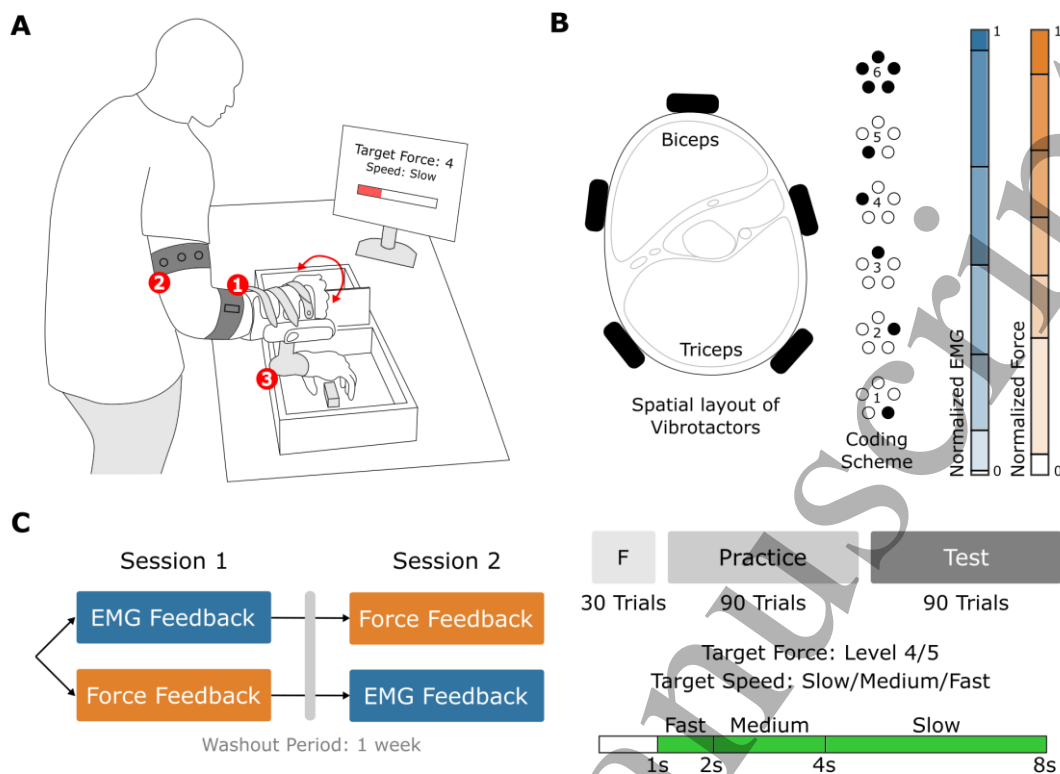 A
Target Force: 4
Speed: Slow
1
2
3
B
Biceps
Triceps
Spatial layout of
Vibrotactors
6
5
4
3
2
1
Coding
Scheme
Normalized EMG
1
0
Normalized Force
1
0
C
Session 1
Session 2
EMG Feedback
Force Feedback
Force Feedback
EMG Feedback
Washout Period: 1 week
F
Practice
Test
30 Trials
90 Trials
90 Trials
Target Force: Level 4/5
Target Speed: Slow/Medium/Fast
Fast
Medium
Slow
1s
2s
4s
8s